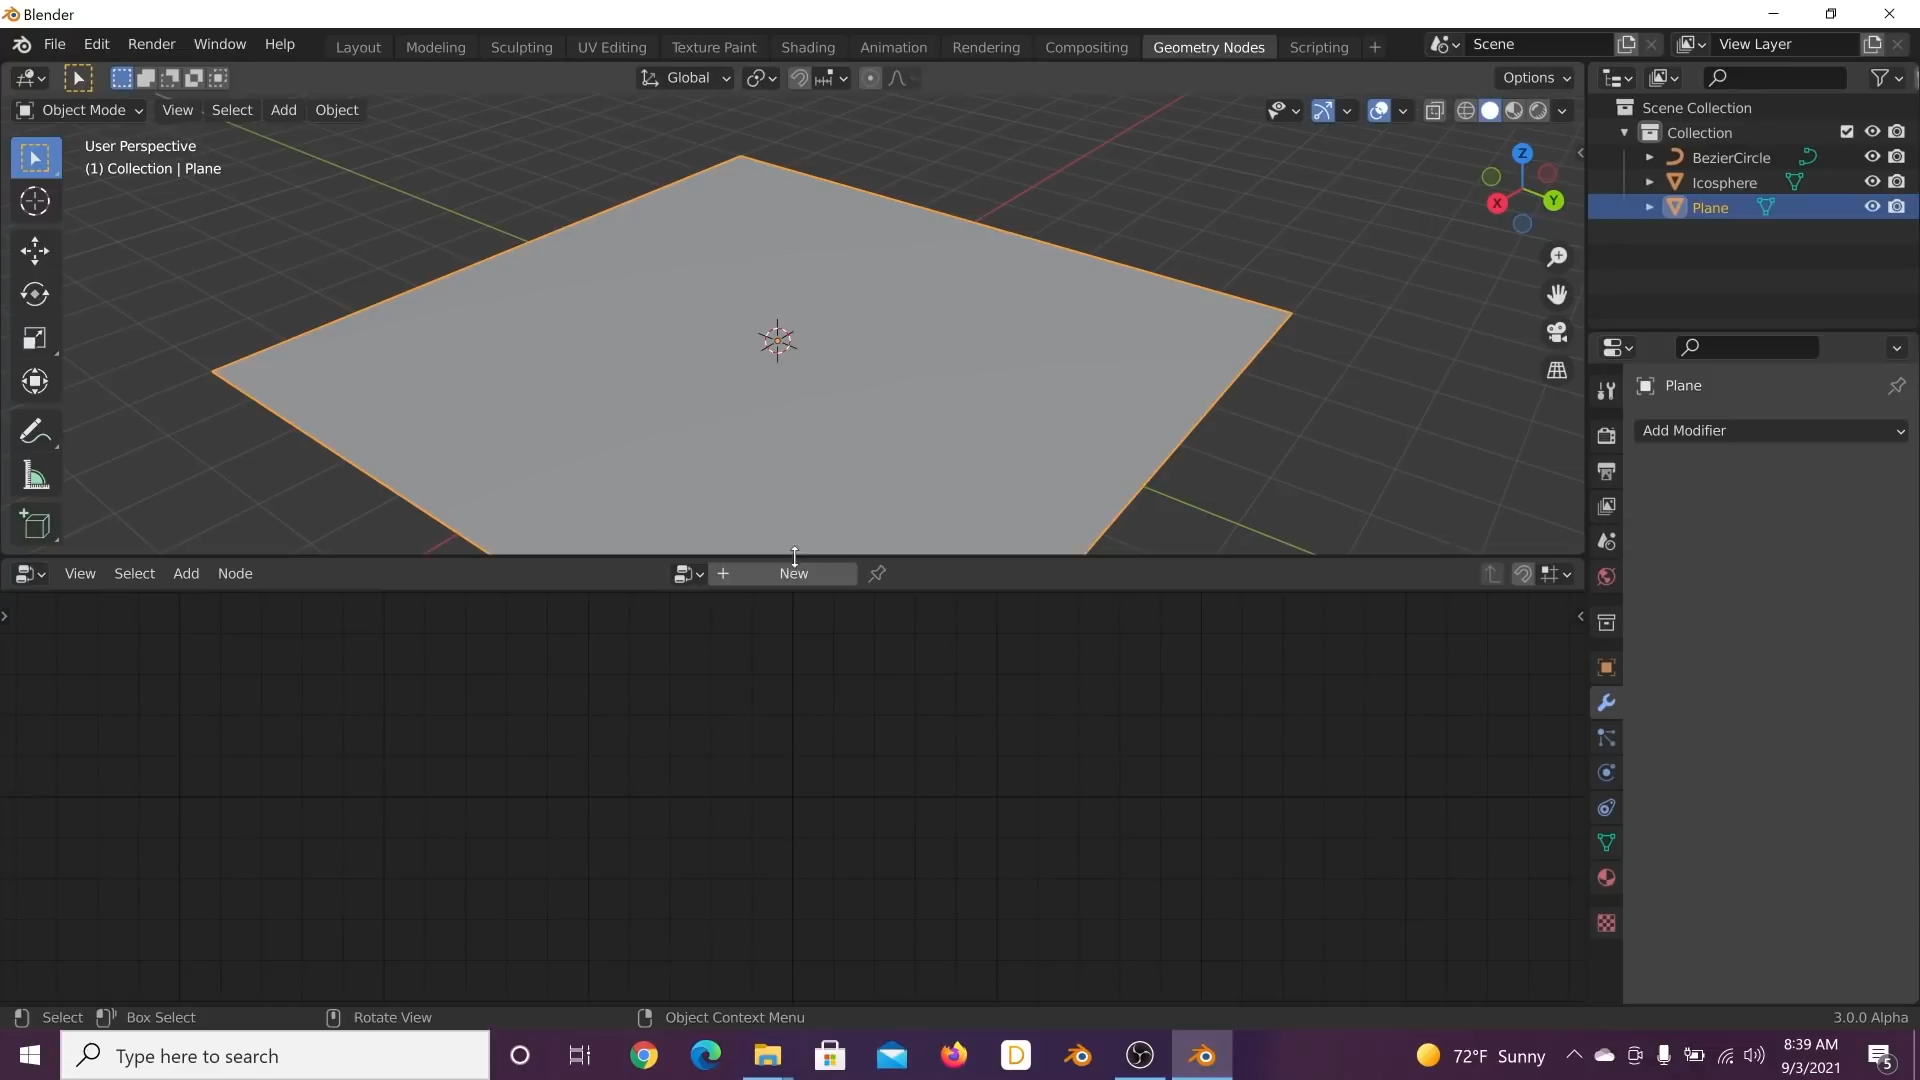 Blender
File Edit Render Window Help Layout Modeling Sculpting UV Editing Texture Paint Shading Animation Rendering Compositing Geometry Nodes Scripting + Scene View Layer
Global Options
Object Mode View Select Add Object
User Perspective
(1) Collection | Plane
Z
Y
X
Scene Collection
Collection
BezierCircle
Icosphere
Plane
Plane
Add Modifier
View Select Add Node + New
Select Box Select Rotate View Object Context Menu 3.0.0 Alpha
Type here to search
D
72°F Sunny
8:39 AM
9/3/2021
5